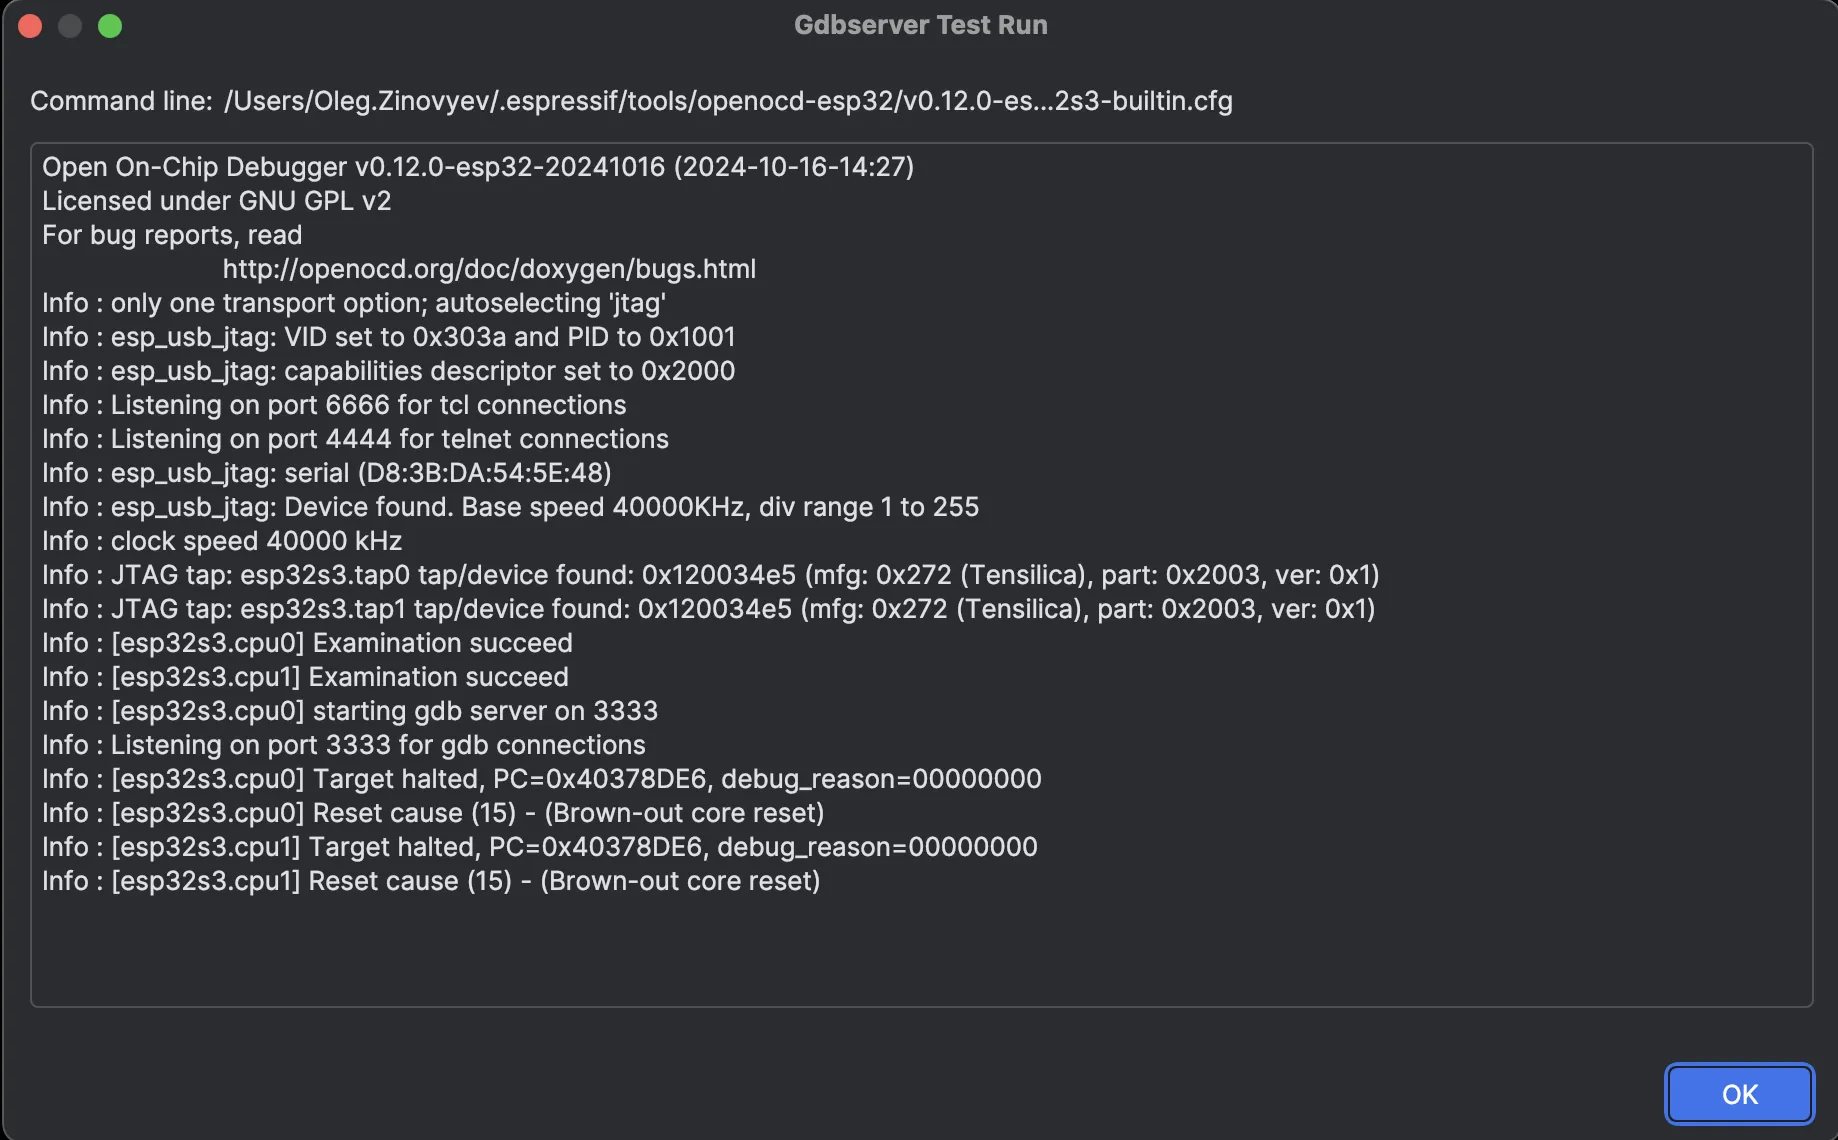 Gdbserver Test Run
Command line: /Users/Oleg.Zinovyev/.espressif/tools/openocd-esp32/v0.12.0-es...2s3-builtin.cfg
Open On-Chip Debugger v0.12.0-esp32-20241016 (2024-10-16-14:27)
Licensed under GNU GPL v2
For bug reports, read
http://openocd.org/doc/doxygen/bugs.html
Info : only one transport option; autoselecting 'jtag'
Info : esp_usb_jtag: VID set to 0x303a and PID to 0x1001
Info : esp_usb_jtag: capabilities descriptor set to 0x2000
Info : Listening on port 6666 for tcl connections
Info : Listening on port 4444 for telnet connections
Info : esp_usb_jtag: serial (D8:3B:DA:54:5E:48)
Info : esp_usb_jtag: Device found. Base speed 40000KHz, div range 1 to 255
Info : clock speed 40000 kHz
Info : JTAG tap: esp32s3.tap0 tap/device found: 0x120034e5 (mfg: 0x272 (Tensilica), part: 0x2003, ver: 0x1)
Info : JTAG tap: esp32s3.tap1 tap/device found: 0x120034e5 (mfg: 0x272 (Tensilica), part: 0x2003, ver: 0x1)
Info : [esp32s3.cpu0] Examination succeed
Info : [esp32s3.cpu1] Examination succeed
Info : [esp32s3.cpu0] starting gdb server on 3333
Info : Listening on port 3333 for gdb connections
Info : [esp32s3.cpu0] Target halted, PC=0x40378DE6, debug_reason=00000000
Info : [esp32s3.cpu0] Reset cause (15) - (Brown-out core reset)
Info : [esp32s3.cpu1] Target halted, PC=0x40378DE6, debug_reason=00000000
Info : [esp32s3.cpu1] Reset cause (15) - (Brown-out core reset)
OK